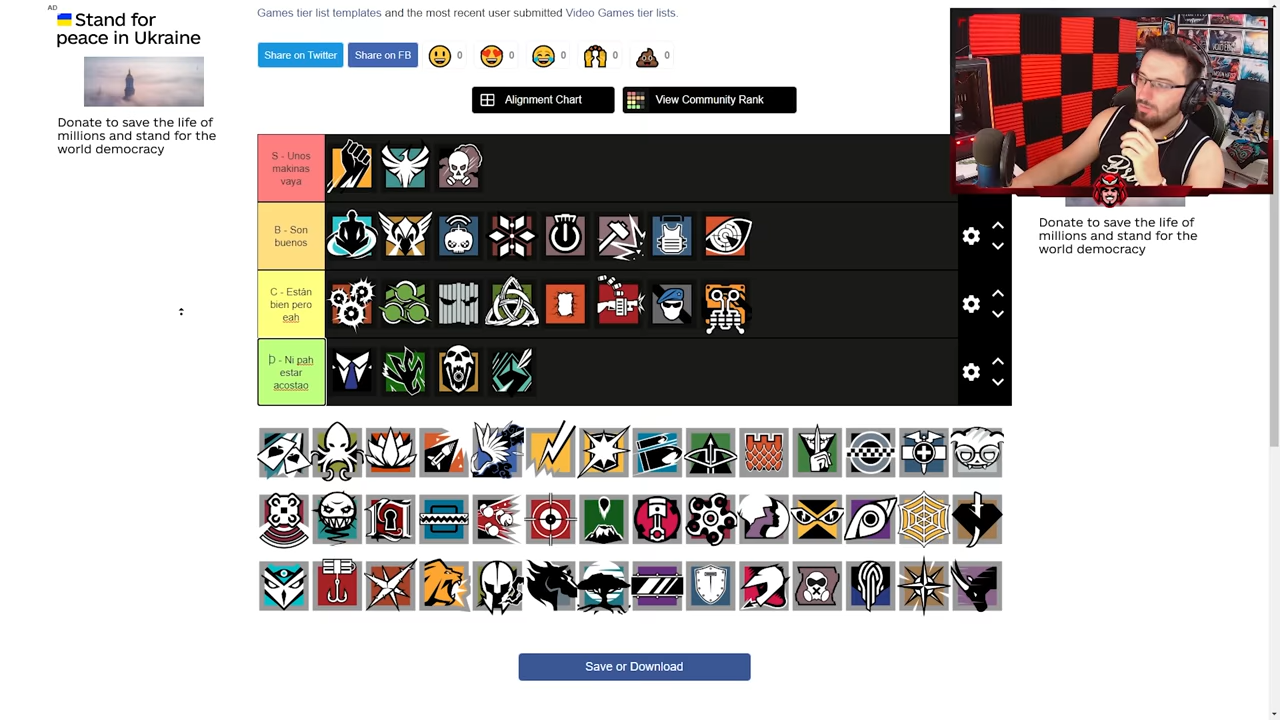 AD
Stand for
peace in Ukraine
Donate to save the life of
millions and stand for the
world democracy
Games tier list templates and the most recent user submitted Video Games tier lists.
Share on Twitter
Share on FB
0
0
0
0
0
Alignment Chart
View Community Rank
S - Unos
makinas
vaya
B - Son
buenos
C - Están
bien pero
eah
D - Ni pah
estar
acostao
Donate to save the life of
millions and stand for the
world democracy
Save or Download